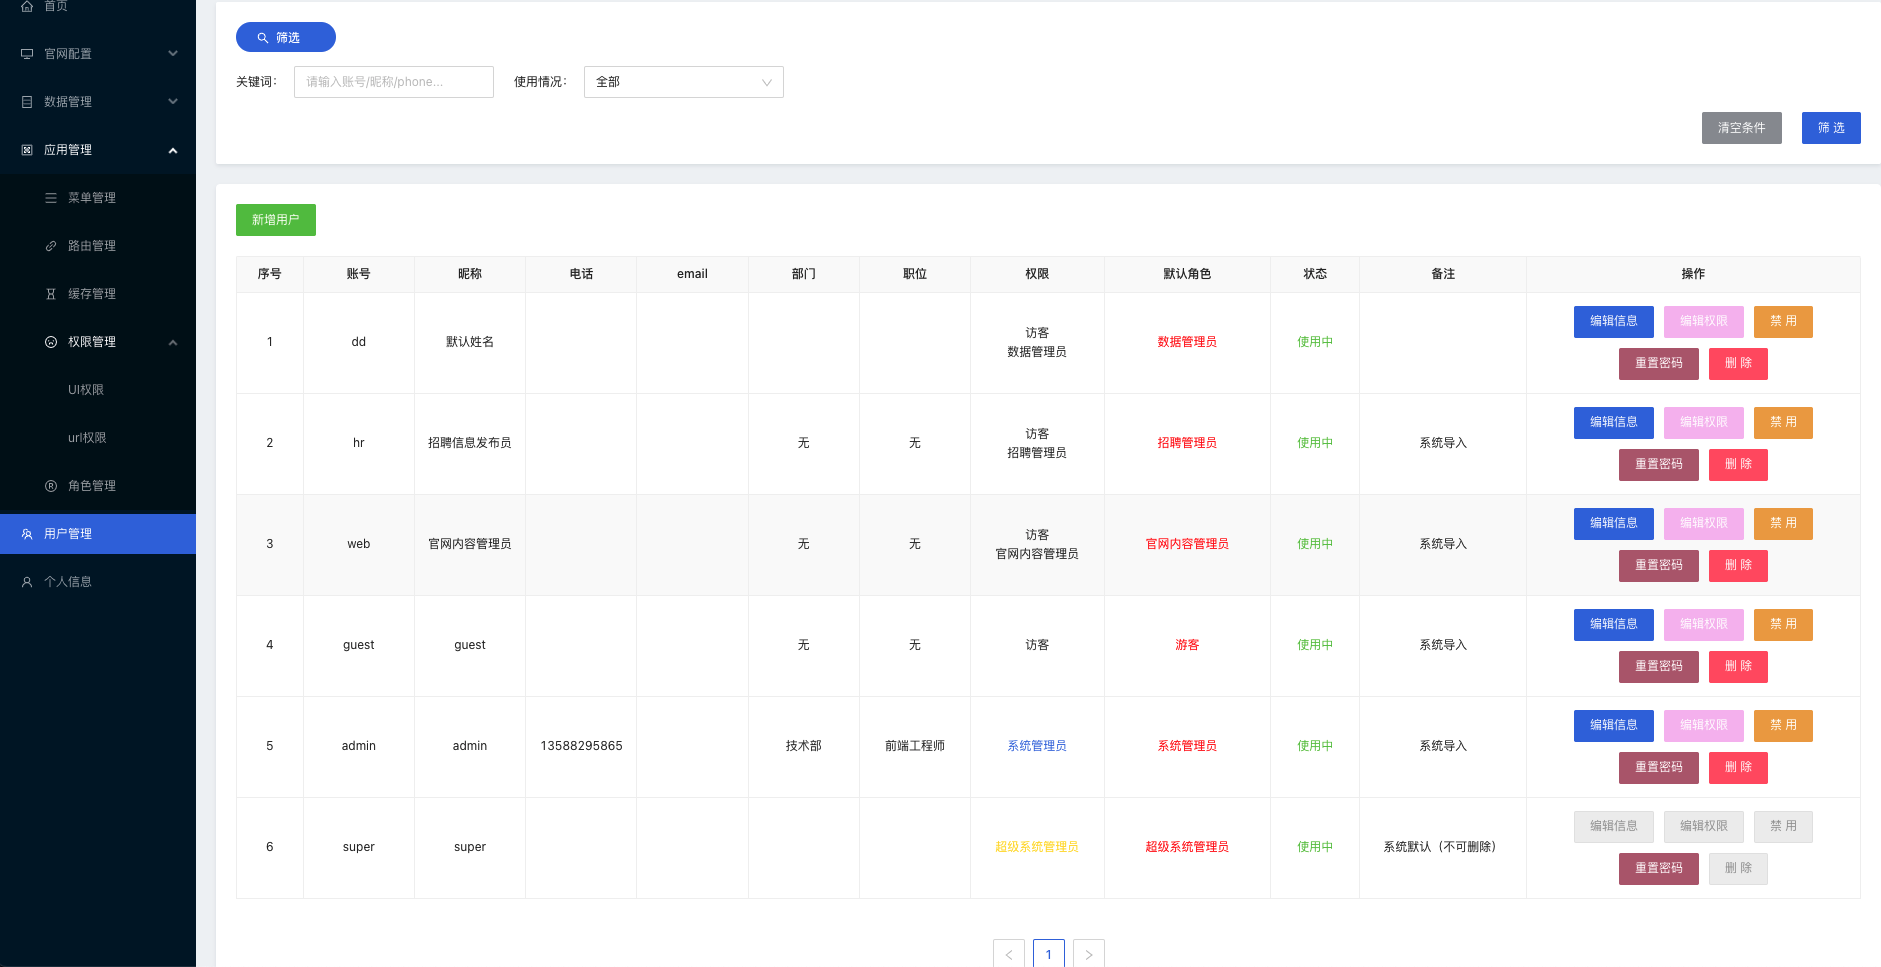 首页
官网配置
数据管理
应用管理
菜单管理
路由管理
缓存管理
权限管理
UI权限
url权限
角色管理
用户管理
个人信息
筛选
关键词: 请输入账号/昵称/phone... 使用情况: 全部
清空条件 筛 选
新增用户
序号 账号 昵称 电话 email 部门 职位 权限 默认角色 状态 备注 操作
访客
1 dd 默认姓名 数据管理员 数据管理员 使用中 编辑信息 编辑权限 禁 用
重置密码 删 除
访客
2 hr 招聘信息发布员 无 无 招聘管理员 招聘管理员 使用中 系统导入 编辑信息 编辑权限 禁 用
重置密码 删 除
访客
3 web 官网内容管理员 无 无 官网内容管理员 官网内容管理员 使用中 系统导入 编辑信息 编辑权限 禁 用
重置密码 删 除
4 guest guest 无 无 访客 游客 使用中 系统导入 编辑信息 编辑权限 禁 用
重置密码 删 除
5 admin admin 13588295865 技术部 前端工程师 系统管理员 系统管理员 使用中 系统导入 编辑信息 编辑权限 禁 用
重置密码 删 除
6 super super 超级系统管理员 超级系统管理员 使用中 系统默认（不可删除） 编辑信息 编辑权限 禁 用
重置密码 删 除
< 1 >